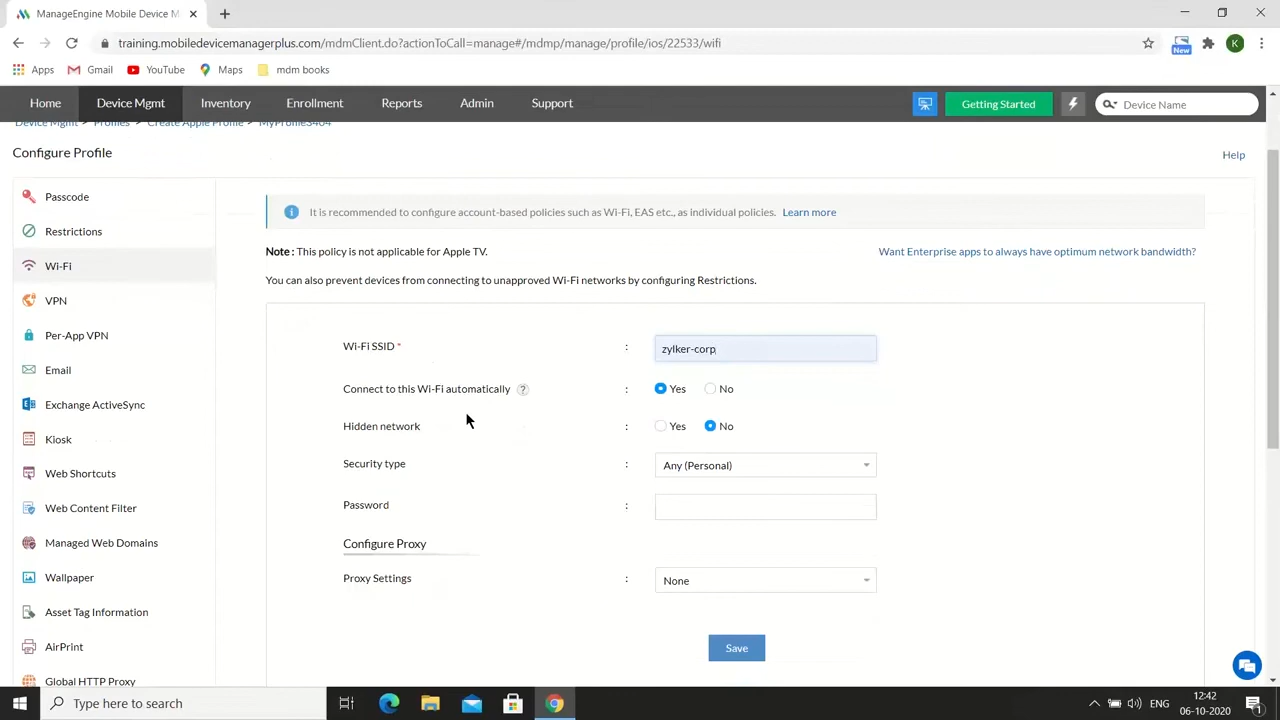 ManageEngine Mobile Device M
training.mobiledevicemanagerplus.com/mdmClient.do?actionToCall=manage#/mdmp/manage/profile/ios/22533/wifi
New
K
Apps
Gmail
YouTube
Maps
mdm books
Home
Device Mgmt
Inventory
Enrollment
Reports
Admin
Support
Getting Started
Device Name
Device Mgmt > Profiles > Create Apple Profile > MyProfile3404
Configure Profile
Help
Passcode
Restrictions
Wi-Fi
VPN
Per-App VPN
Email
Exchange ActiveSync
Kiosk
Web Shortcuts
Web Content Filter
Managed Web Domains
Wallpaper
Asset Tag Information
AirPrint
Global HTTP Proxy
It is recommended to configure account-based policies such as Wi-Fi, EAS etc., as individual policies. Learn more
Note : This policy is not applicable for Apple TV.
Want Enterprise apps to always have optimum network bandwidth?
You can also prevent devices from connecting to unapproved Wi-Fi networks by configuring Restrictions.
Wi-Fi SSID * : zylker-corp
Connect to this Wi-Fi automatically ? : Yes No
Hidden network : Yes No
Security type : Any (Personal)
Password :
Configure Proxy
Proxy Settings : None
Save
Type here to search
ENG
12:42
06-10-2020
1